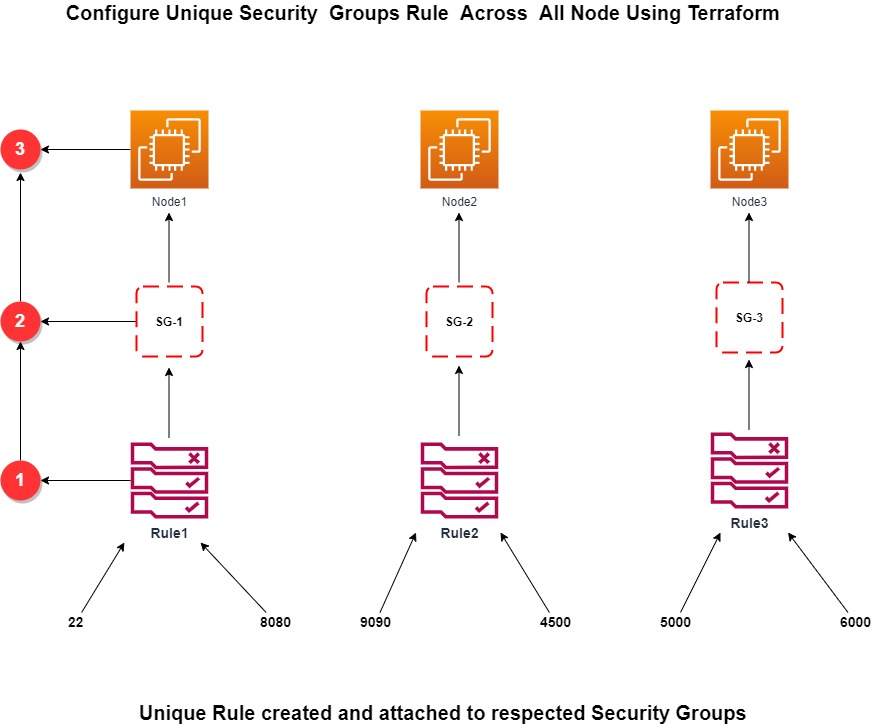 Configure Unique Security  Groups Rule  Across  All Node Using Terraform
3
Node1
Node2
Node3
2
SG-1
SG-2
SG-3
1
Rule1
Rule2
Rule3
22
8080
9090
4500
5000
6000
Unique Rule created and attached to respected Security Groups